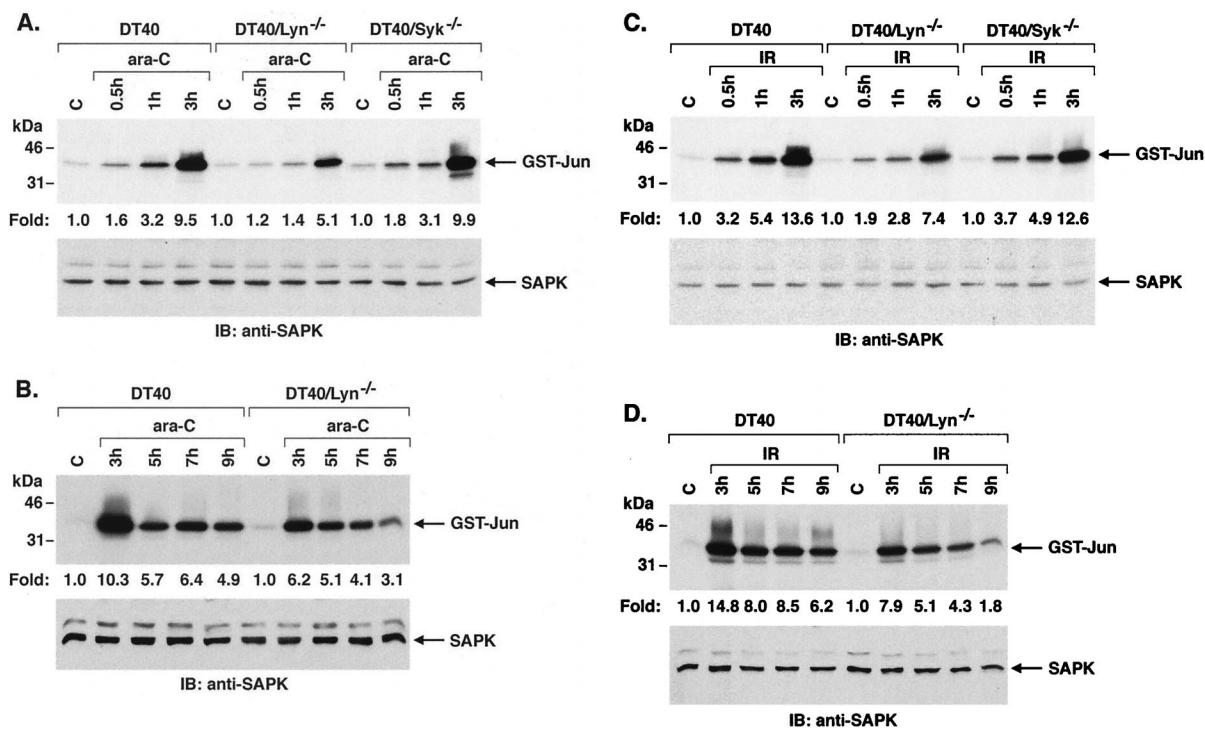 A.
DT40 DT40/Lyn-/- DT40/Syk-/-
ara-C ara-C ara-C
C 0.5h 1h 3h C 0.5h 1h 3h C 0.5h 1h 3h
kDa
46
31
GST-Jun
Fold: 1.0 1.6 3.2 9.5 1.0 1.2 1.4 5.1 1.0 1.8 3.1 9.9
SAPK
IB: anti-SAPK
B.
DT40 DT40/Lyn-/-
ara-C ara-C
C 3h 5h 7h 9h C 3h 5h 7h 9h
kDa
46
31
GST-Jun
Fold: 1.0 10.3 5.7 6.4 4.9 1.0 6.2 5.1 4.1 3.1
SAPK
IB: anti-SAPK
C.
DT40 DT40/Lyn-/- DT40/Syk-/-
IR IR IR
C 0.5h 1h 3h C 0.5h 1h 3h C 0.5h 1h 3h
kDa
46
31
GST-Jun
Fold: 1.0 3.2 5.4 13.6 1.0 1.9 2.8 7.4 1.0 3.7 4.9 12.6
SAPK
IB: anti-SAPK
D.
DT40 DT40/Lyn-/-
IR IR
C 3h 5h 7h 9h C 3h 5h 7h 9h
kDa
46
31
GST-Jun
Fold: 1.0 14.8 8.0 8.5 6.2 1.0 7.9 5.1 4.3 1.8
SAPK
IB: anti-SAPK